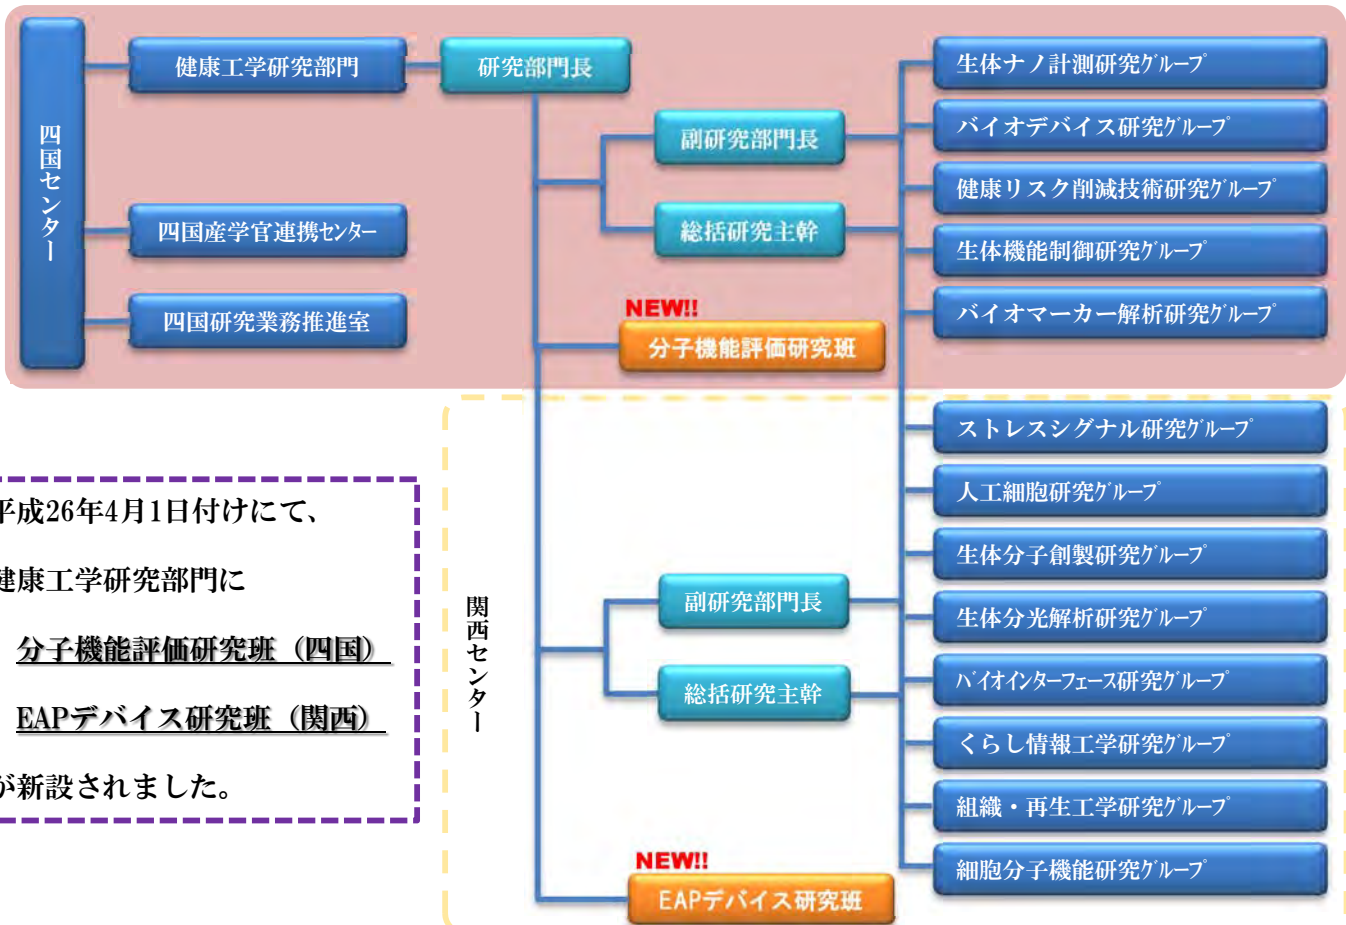 四国センター
健康工学研究部門
四国産学官連携ｾﾝﾀｰ
四国研究業務推進室
研究部門長
副研究部門長
総括研究主幹
NEW!!
分子機能評価研究班
生体ナノ計測研究ｸﾞﾙｰﾌﾟ
バイオデバイス研究ｸﾞﾙｰﾌﾟ
健康リスク削減技術研究ｸﾞﾙｰﾌﾟ
生体機能制御研究ｸﾞﾙｰﾌﾟ
バイオマーカー解析研究ｸﾞﾙｰﾌﾟ
平成26年4月1日付けにて、
健康工学研究部門に
分子機能評価研究班（四国）
EAPデバイス研究班（関西）
が新設されました。
関西センター
副研究部門長
総括研究主幹
NEW!!
EAPデバイス研究班
ストレスシグナル研究ｸﾞﾙｰﾌﾟ
人工細胞研究ｸﾞﾙｰﾌﾟ
生体分子創製研究ｸﾞﾙｰﾌﾟ
生体分光解析研究ｸﾞﾙｰﾌﾟ
ﾊﾞｲｵｲﾝﾀｰﾌｪｰｽ研究ｸﾞﾙｰﾌﾟ
くらし情報工学研究ｸﾞﾙｰﾌﾟ
組織・再生工学研究ｸﾞﾙｰﾌﾟ
細胞分子機能研究ｸﾞﾙｰﾌﾟ